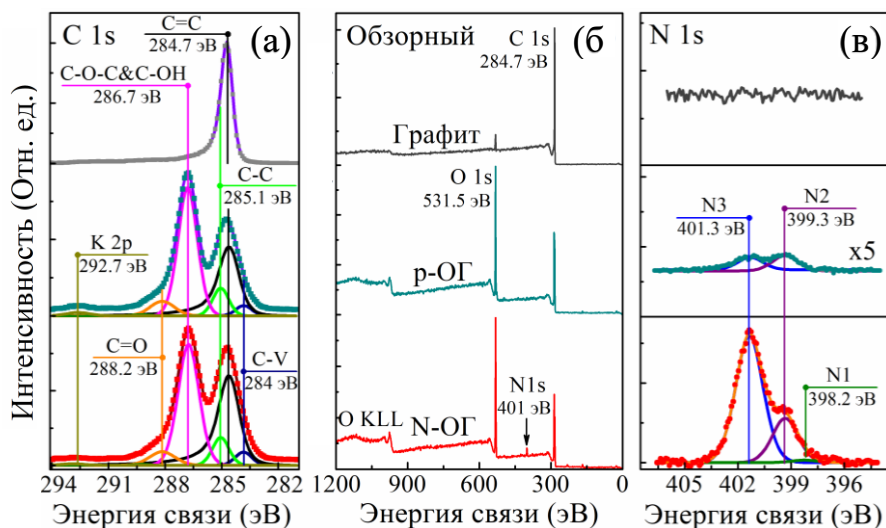 Интенсивность (Отн. ед.)
C 1s
(а)
C=C
284.7 эВ
C-O-C&C-OH
286.7 эВ
C-C
285.1 эВ
K 2p
292.7 эВ
C=O
288.2 эВ
C-V
284 эВ
294 291 288 285 282
Энергия связи (эВ)
Обзорный
(б)
C 1s
284.7 эВ
Графит
O 1s
531.5 эВ
р-ОГ
N1s
401 эВ
O KLL
N-ОГ
1200 900 600 300 0
Энергия связи (эВ)
N 1s
(в)
N3
401.3 эВ
N2
399.3 эВ
x5
N1
398.2 эВ
405 402 399 396
Энергия связи (эВ)